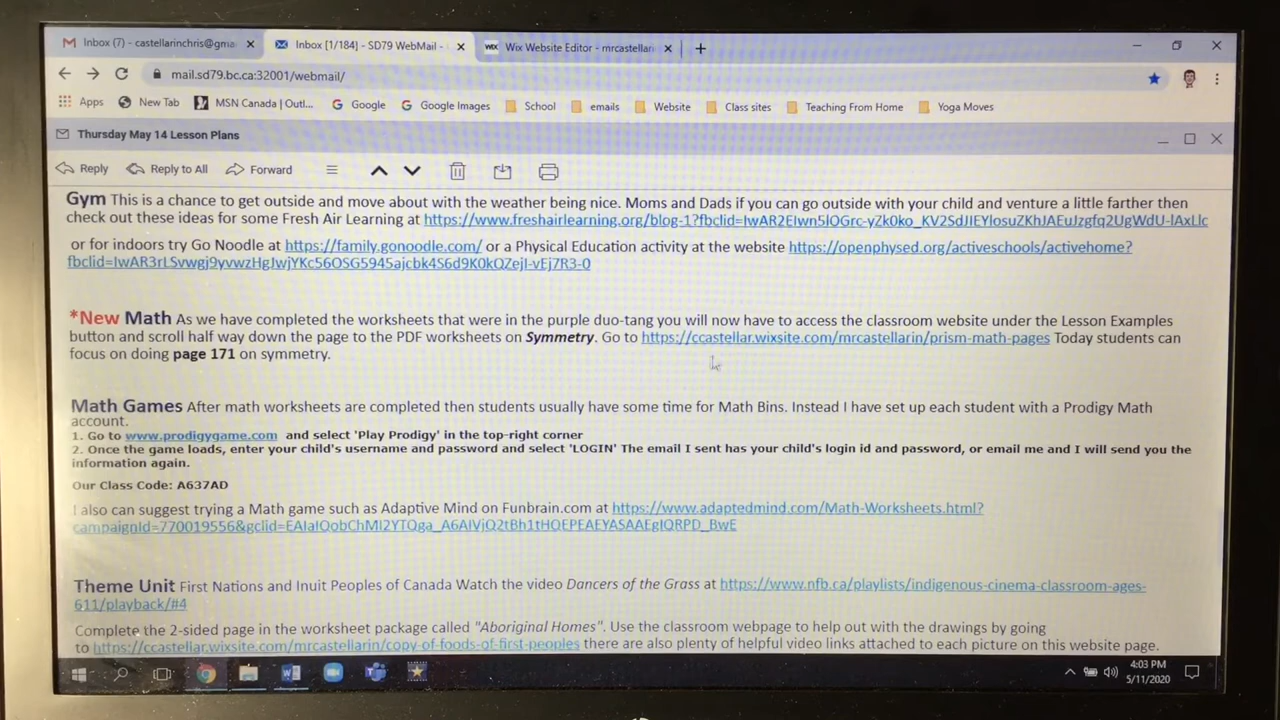 Inbox (7) - castellarinchris@gma
Inbox [1/184] - SD79 WebMail -
Wix Website Editor - mrcastellari
mail.sd79.bc.ca:32001/webmail/
Apps New Tab MSN Canada | Outl... Google Google Images School emails Website Class sites Teaching From Home Yoga Moves
Thursday May 14 Lesson Plans
Reply Reply to All Forward
Gym This is a chance to get outside and move about with the weather being nice. Moms and Dads if you can go outside with your child and venture a little farther then
check out these ideas for some Fresh Air Learning at
or for indoors try Go Noodle at https://family.gonoodle.com/ or a Physical Education activity at the website https://openphysed.org/activeschools/activehome?
*New Math As we have completed the worksheets that were in the purple duo-tang you will now have to access the classroom website under the Lesson Examples
button and scroll half way down the page to the PDF worksheets on Symmetry. Go to https://ccastellar.wixsite.com/mrcastellarin/prism-math-pages Today students can
focus on doing page 171 on symmetry.
Math Games After math worksheets are completed then students usually have some time for Math Bins. Instead I have set up each student with a Prodigy Math
account.
1. Go to www.prodigygame.com and select 'Play Prodigy' in the top-right corner
2. Once the game loads, enter your child's username and password and select 'LOGIN' The email I sent has your child's login id and password, or email me and I will send you the
information again.
Our Class Code: A637AD
I also can suggest trying a Math game such as Adaptive Mind on Funbrain.com at https://www.adaptedmind.com/Math-Worksheets.html?
Theme Unit First Nations and Inuit Peoples of Canada Watch the video Dancers of the Grass at https://www.nfb.ca/playlists/indigenous-cinema-classroom-ages-
611/playback/#4
Complete the 2-sided page in the worksheet package called "Aboriginal Homes". Use the classroom webpage to help out with the drawings by going
to https://ccastellar.wixsite.com/mrcastellarin/copy-of-foods-of-first-peoples there are also plenty of helpful video links attached to each picture on this website page.
4:03 PM
5/11/2020